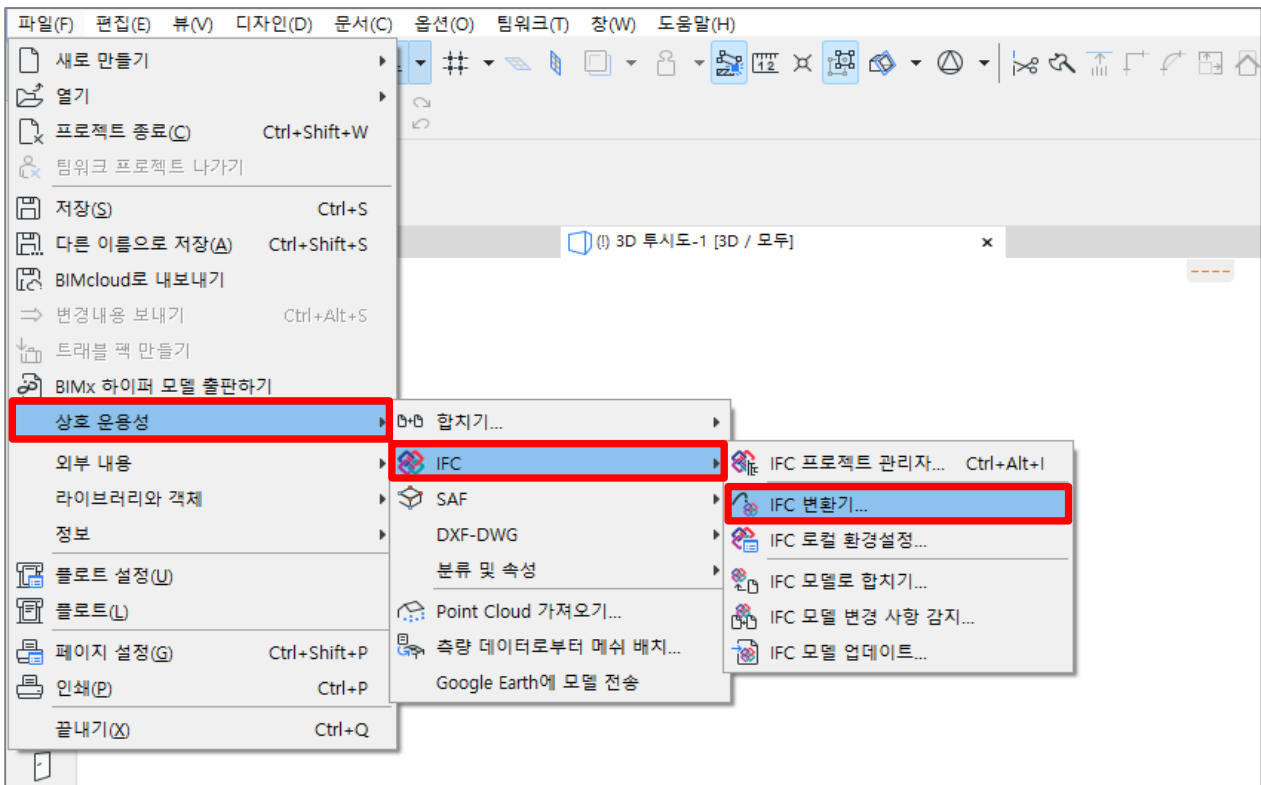 파일(F) 편집(E) 뷰(V) 디자인(D) 문서(C) 옵션(O) 팀워크(T) 창(W) 도움말(H)
새로 만들기
열기
프로젝트 종료(C) Ctrl+Shift+W
팀워크 프로젝트 나가기
저장(S) Ctrl+S
다른 이름으로 저장(A) Ctrl+Shift+S
BIMcloud로 내보내기
변경내용 보내기 Ctrl+Alt+S
트래블 팩 만들기
BIMx 하이퍼 모델 출판하기
상호 운용성
외부 내용
라이브러리와 객체
정보
플로트 설정(U)
플로트(L)
페이지 설정(G) Ctrl+Shift+P
인쇄(P) Ctrl+P
끝내기(X) Ctrl+Q
(!) 3D 투시도-1 [3D / 모두]
합치기...
IFC
SAF
DXF-DWG
분류 및 속성
Point Cloud 가져오기...
측량 데이터로부터 메쉬 배치...
Google Earth에 모델 전송
IFC 프로젝트 관리자... Ctrl+Alt+I
IFC 변환기...
IFC 로컬 환경설정...
IFC 모델로 합치기...
IFC 모델 변경 사항 감지...
IFC 모델 업데이트...